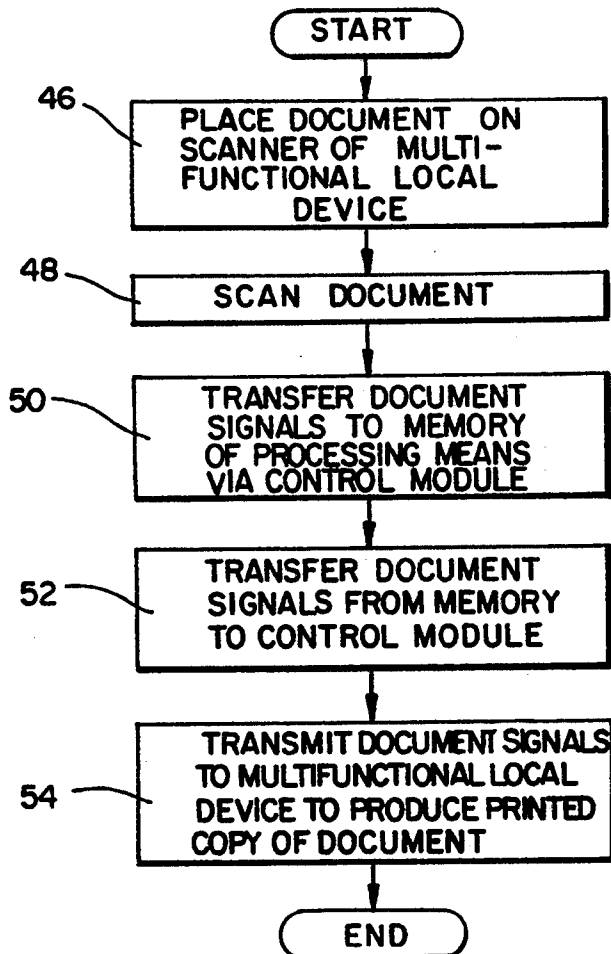 START
46
PLACE DOCUMENT ON
SCANNER OF MULTI-
FUNCTIONAL LOCAL
DEVICE
48
SCAN DOCUMENT
50
TRANSFER DOCUMENT
SIGNALS TO MEMORY
OF PROCESSING MEANS
VIA CONTROL MODULE
52
TRANSFER DOCUMENT
SIGNALS FROM MEMORY
TO CONTROL MODULE
54
TRANSMIT DOCUMENT SIGNALS
TO MULTIFUNCTIONAL LOCAL
DEVICE TO PRODUCE PRINTED
COPY OF DOCUMENT
END